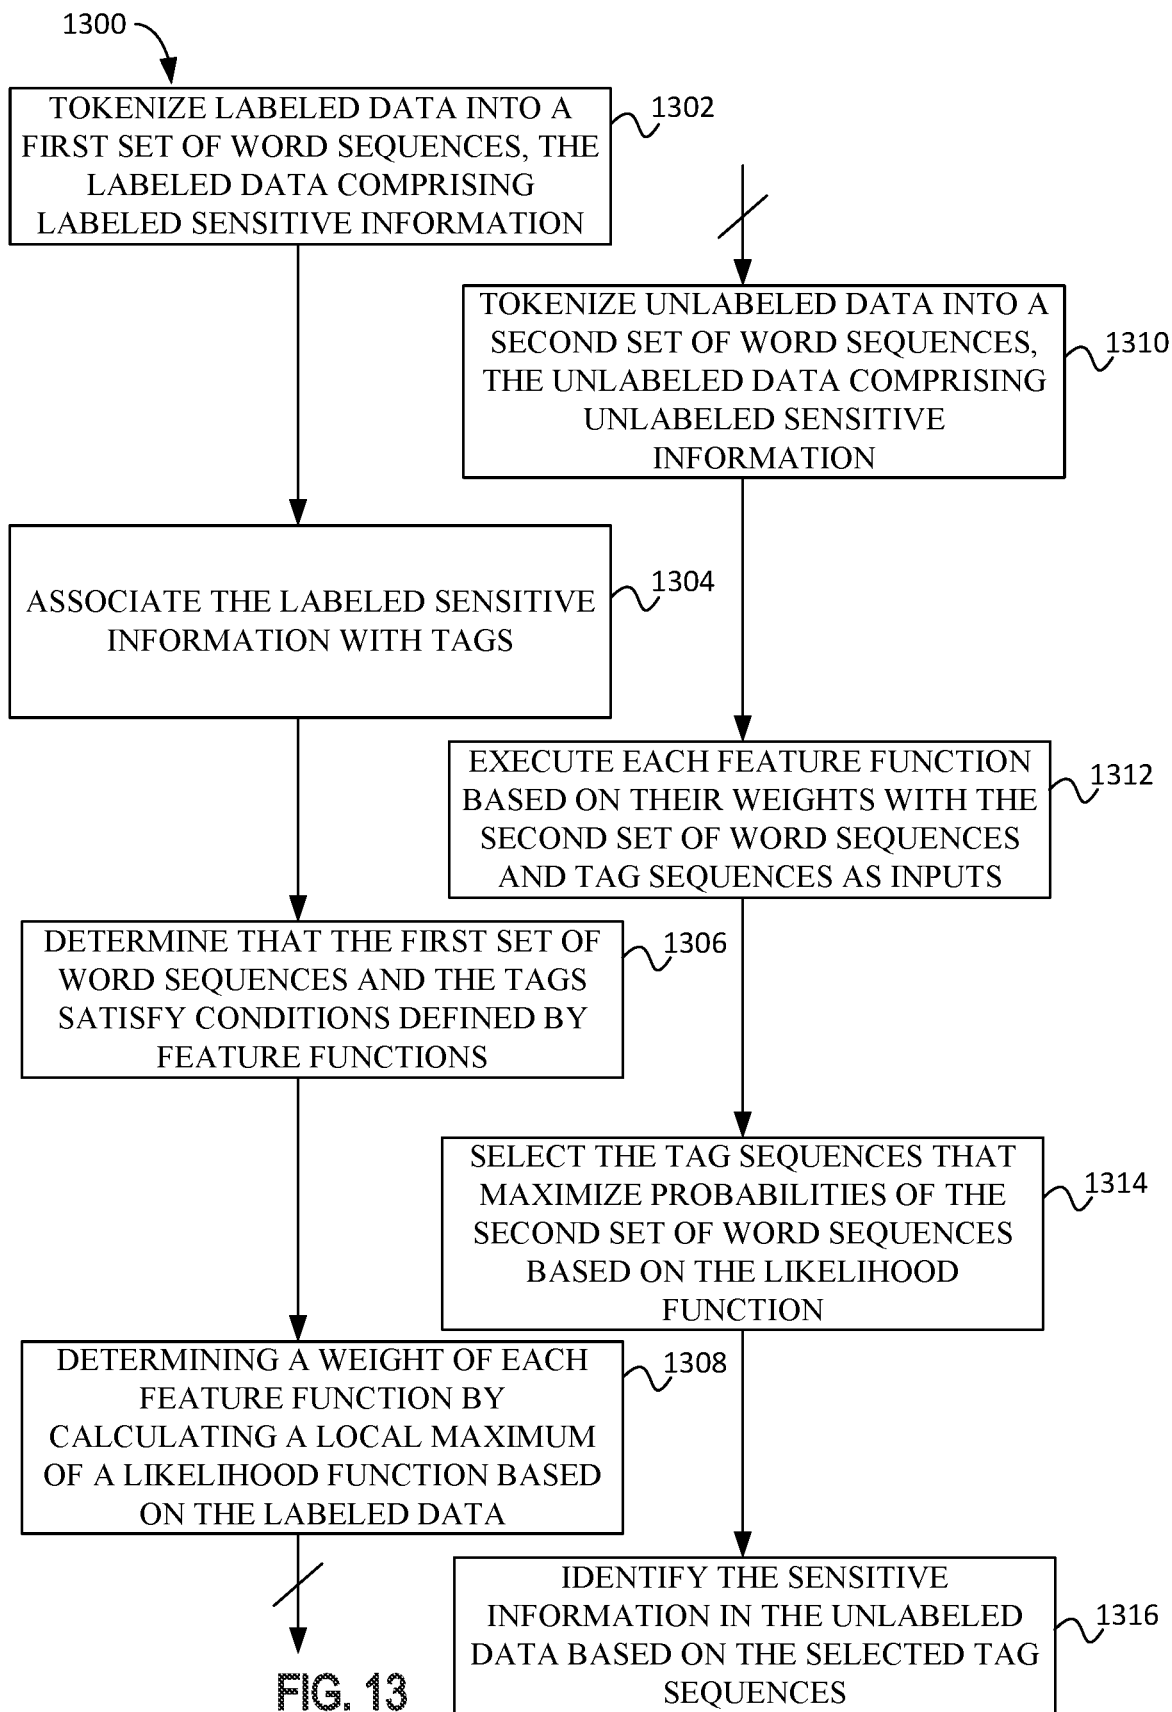 1300
TOKENIZE LABELED DATA INTO A
FIRST SET OF WORD SEQUENCES, THE
LABELED DATA COMPRISING
LABELED SENSITIVE INFORMATION
1302
ASSOCIATE THE LABELED SENSITIVE
INFORMATION WITH TAGS
1304
DETERMINE THAT THE FIRST SET OF
WORD SEQUENCES AND THE TAGS
SATISFY CONDITIONS DEFINED BY
FEATURE FUNCTIONS
1306
DETERMINING A WEIGHT OF EACH
FEATURE FUNCTION BY
CALCULATING A LOCAL MAXIMUM
OF A LIKELIHOOD FUNCTION BASED
ON THE LABELED DATA
1308
TOKENIZE UNLABELED DATA INTO A
SECOND SET OF WORD SEQUENCES,
THE UNLABELED DATA COMPRISING
UNLABELED SENSITIVE
INFORMATION
1310
EXECUTE EACH FEATURE FUNCTION
BASED ON THEIR WEIGHTS WITH THE
SECOND SET OF WORD SEQUENCES
AND TAG SEQUENCES AS INPUTS
1312
SELECT THE TAG SEQUENCES THAT
MAXIMIZE PROBABILITIES OF THE
SECOND SET OF WORD SEQUENCES
BASED ON THE LIKELIHOOD
FUNCTION
1314
IDENTIFY THE SENSITIVE
INFORMATION IN THE UNLABELED
DATA BASED ON THE SELECTED TAG
SEQUENCES
1316
FIG. 13